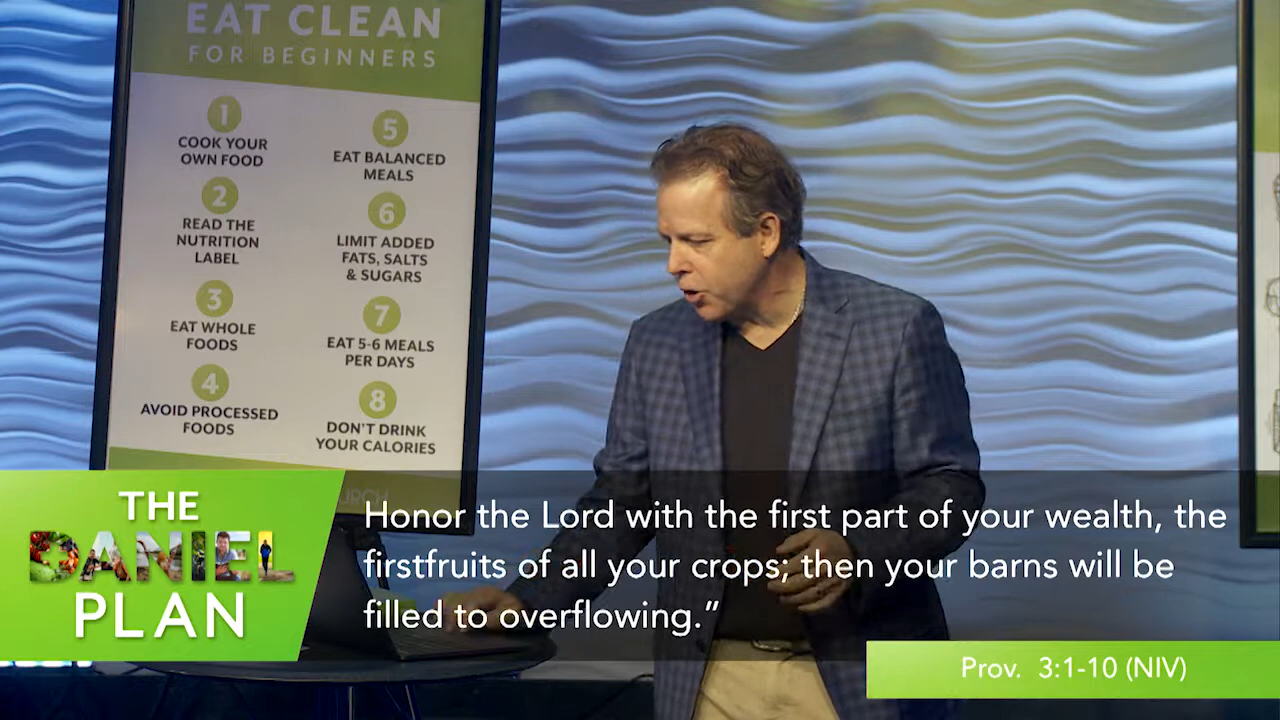 EAT CLEAN
FOR BEGINNERS
1
COOK YOUR
OWN FOOD
2
READ THE
NUTRITION
LABEL
3
EAT WHOLE
FOODS
4
AVOID PROCESSED
FOODS
5
EAT BALANCED
MEALS
6
LIMIT ADDED
FATS, SALTS
& SUGARS
7
EAT 5-6 MEALS
PER DAYS
8
DON'T DRINK
YOUR CALORIES
THE
DANIEL
PLAN
Honor the Lord with the first part of your wealth, the
firstfruits of all your crops; then your barns will be
filled to overflowing.”
Prov. 3:1-10 (NIV)